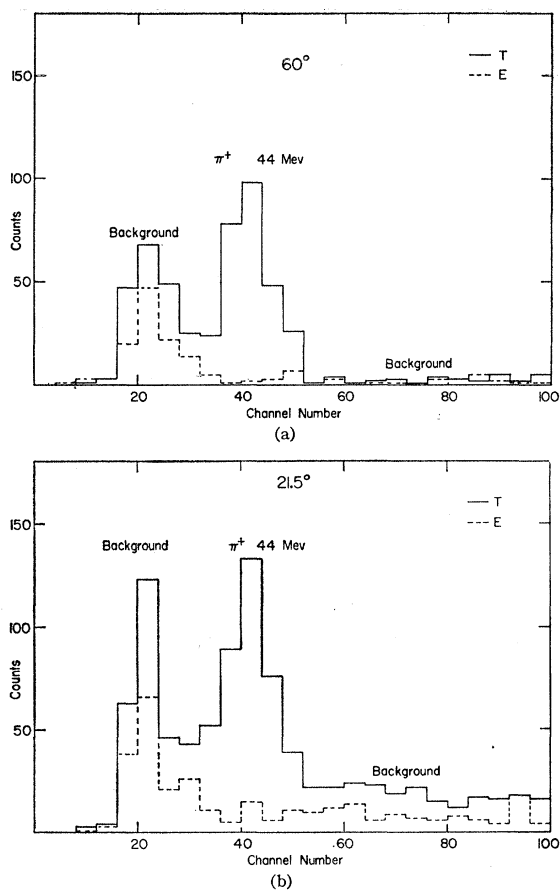 60°
T
E
150
100
50
Counts
π+ 44 Mev
Background
Background
20
40
60
80
100
Channel Number
(a)
21.5°
T
E
150
100
50
Counts
Background
π+ 44 Mev
Background
20
40
60
80
100
Channel Number
(b)